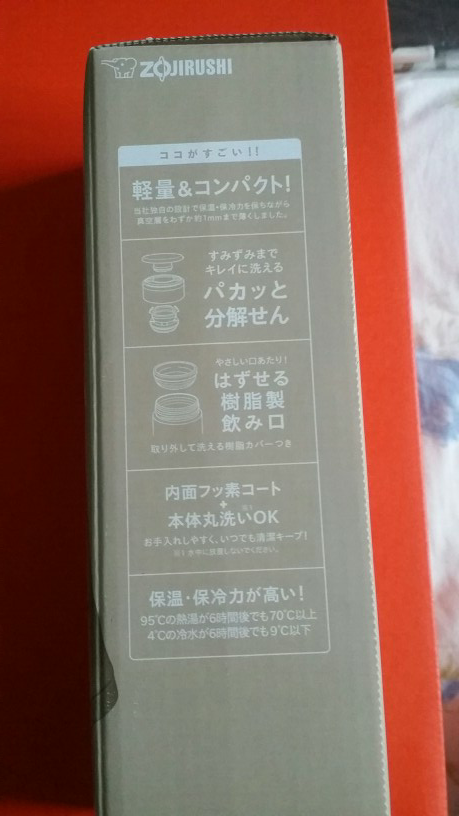 ZOJIRUSHI
ココがすごい!!
軽量&コンパクト!
当社独自の設計で保温・保冷力を保ちながら
真空層をわずか約1mmまで薄くしました。
すみずみまで
キレイに洗える
パカッと
分解せん
やさしい口あたり!
はずせる
樹脂製
飲み口
取り外して洗える樹脂カバーつき
内面フッ素コート
+
本体丸洗いOK※1
お手入れしやすく、いつでも清潔キープ!
※1 水中に放置しないでください。
保温・保冷力が高い!
95℃の熱湯が6時間後でも70℃以上
4℃の冷水が6時間後でも9℃以下